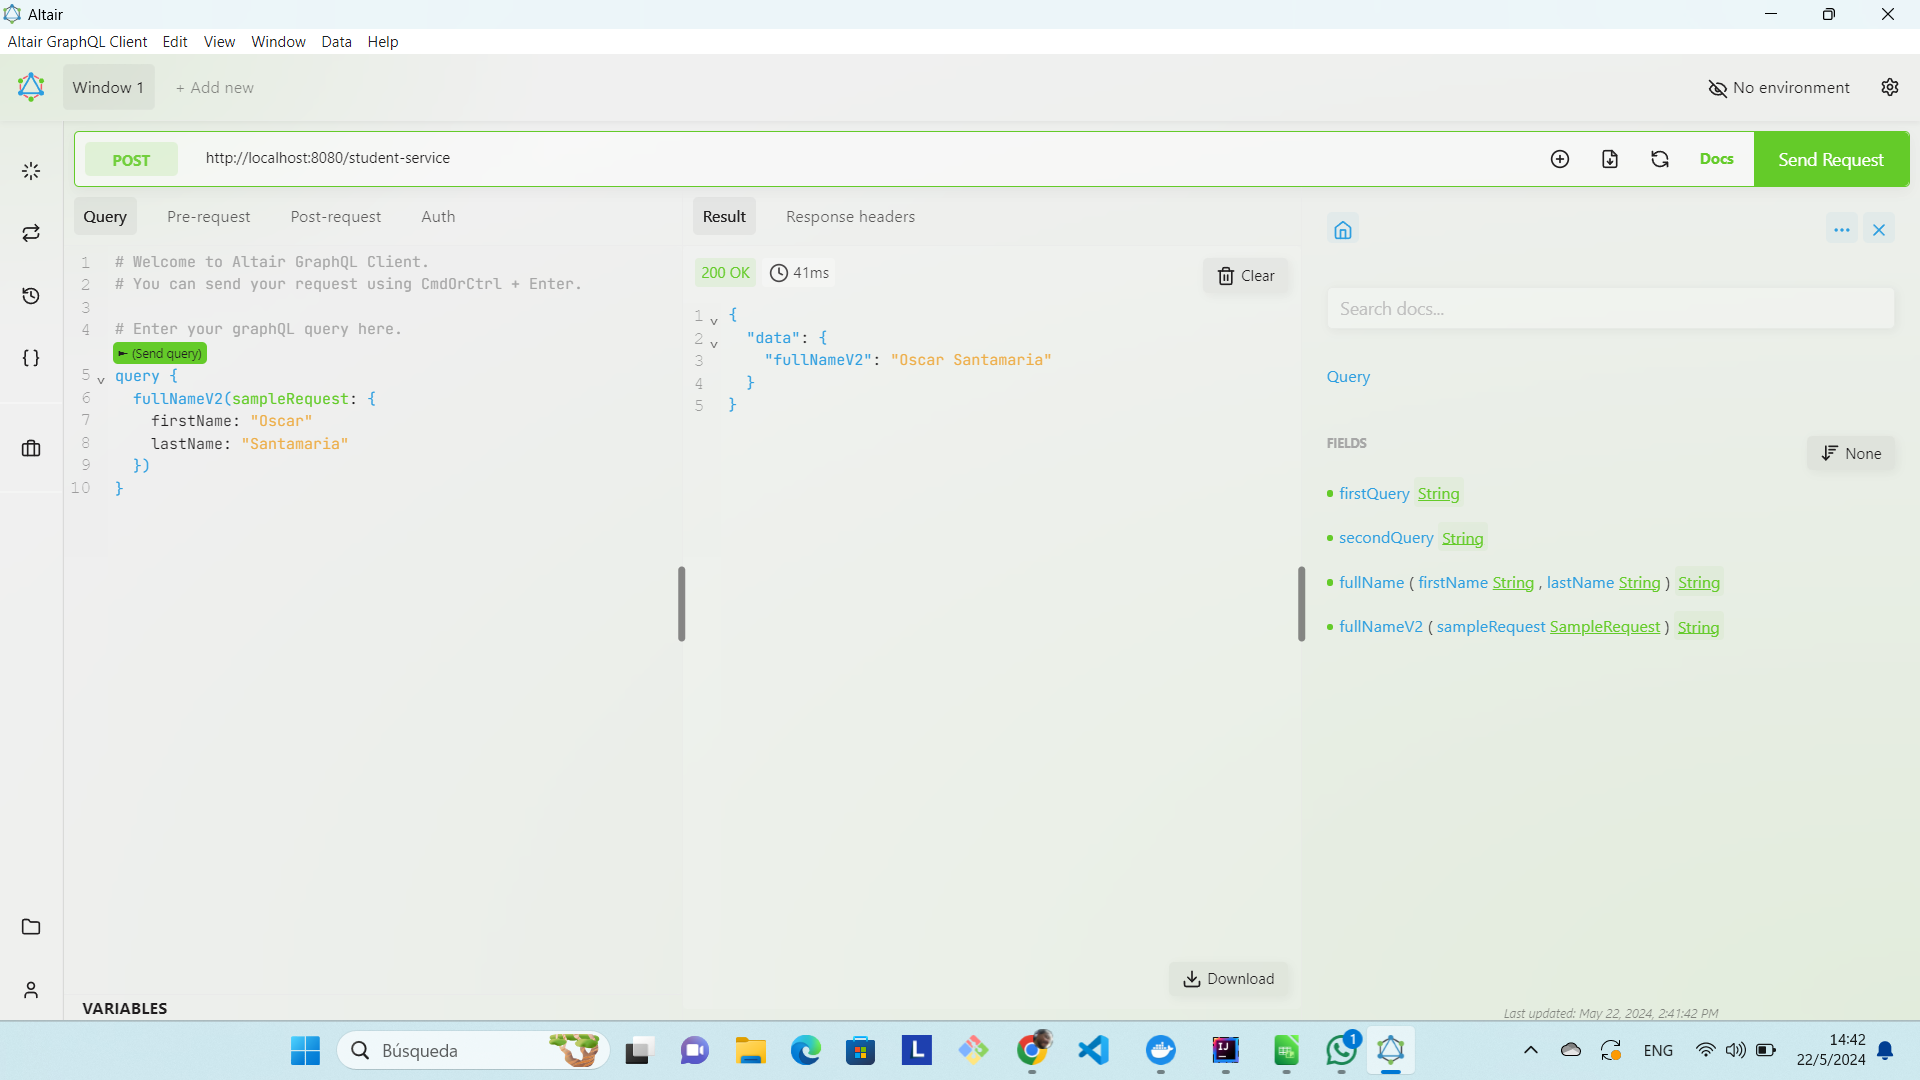 Altair
Altair GraphQL Client Edit View Window Data Help
Window 1 + Add new No environment
POST http://localhost:8080/student-service Docs Send Request
Query Pre-request Post-request Auth
1 # Welcome to Altair GraphQL Client.
2 # You can send your request using CmdOrCtrl + Enter.
3
4 # Enter your graphQL query here.
(Send query)
5 query {
6 fullNameV2(sampleRequest: {
7 firstName: "Oscar"
8 lastName: "Santamaria"
9 })
10 }
VARIABLES
Result Response headers
200 OK 41ms Clear
1 {
2 "data": {
3 "fullNameV2": "Oscar Santamaria"
4 }
5 }
Download
Search docs...
Query
FIELDS
None
firstQuery String
secondQuery String
fullName ( firstName String , lastName String ) String
fullNameV2 ( sampleRequest SampleRequest ) String
Last updated: May 22, 2024, 2:41:42 PM
Búsqueda L IJ 1 ENG 14:42
22/5/2024